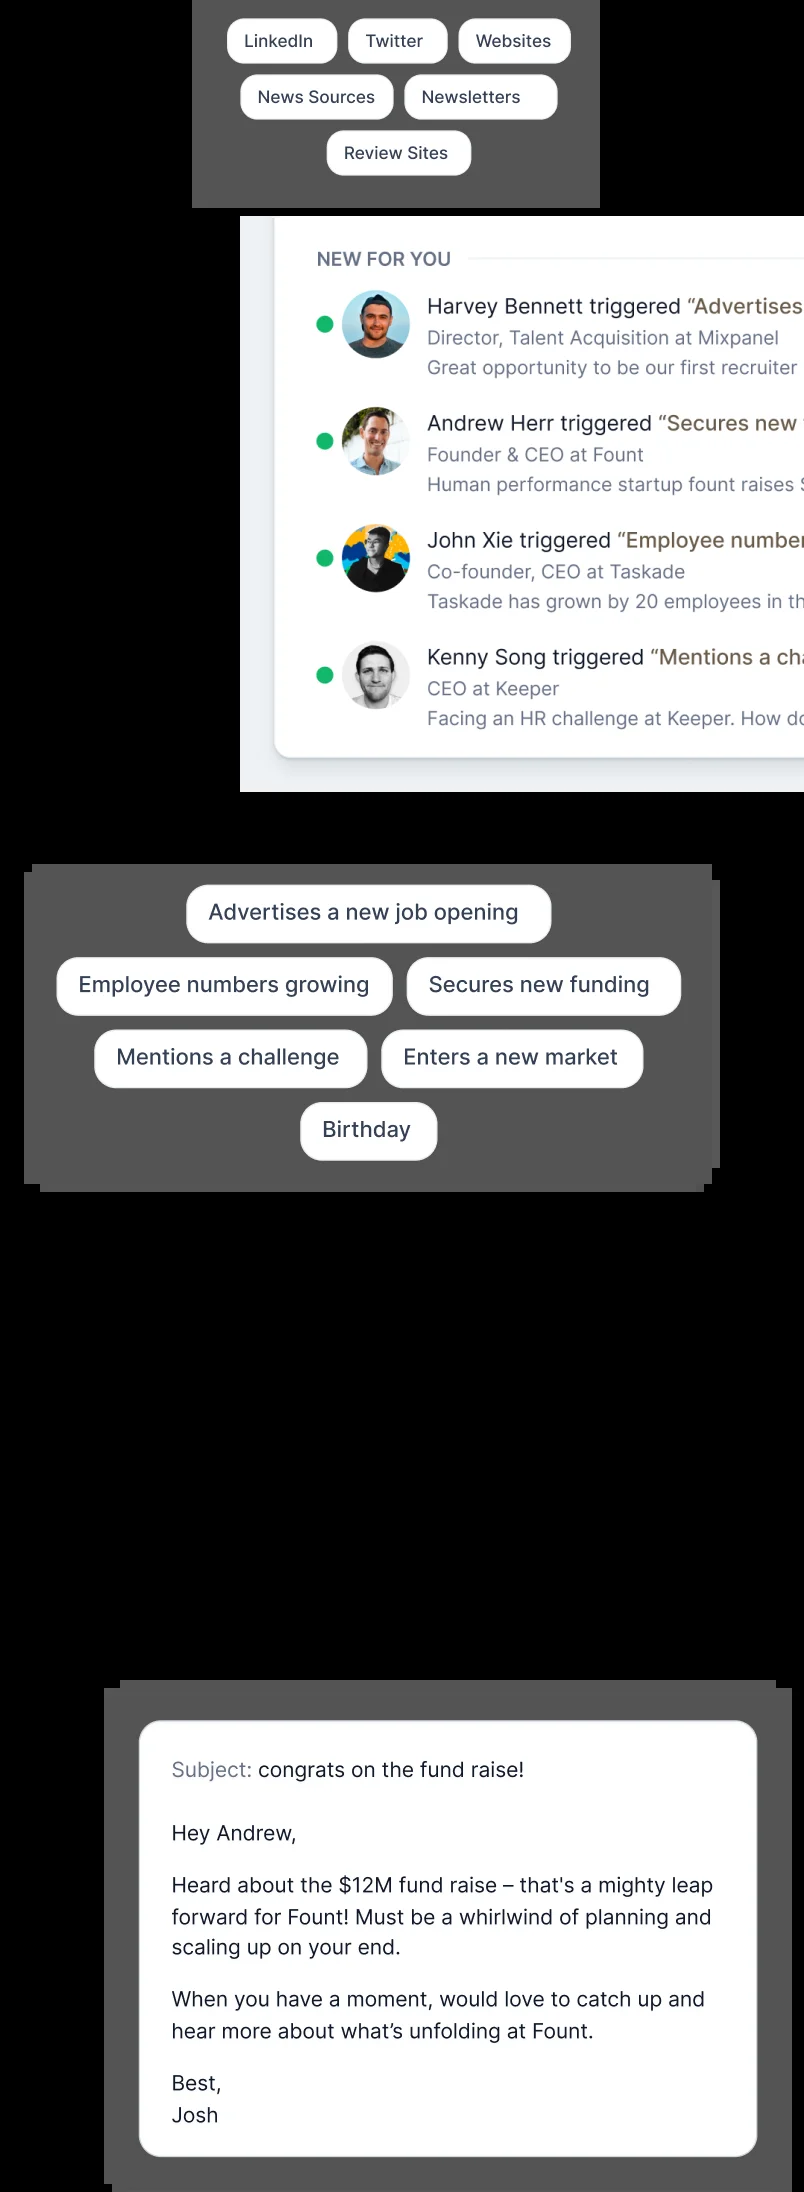 LinkedIn Twitter Websites
News Sources Newsletters
Review Sites
NEW FOR YOU
Harvey Bennett triggered “Advertises
Director, Talent Acquisition at Mixpanel
Great opportunity to be our first recruiter
Andrew Herr triggered “Secures new
Founder & CEO at Fount
Human performance startup fount raises
John Xie triggered “Employee number
Co-founder, CEO at Taskade
Taskade has grown by 20 employees in th
Kenny Song triggered “Mentions a cha
CEO at Keeper
Facing an HR challenge at Keeper. How do
Advertises a new job opening
Employee numbers growing Secures new funding
Mentions a challenge Enters a new market
Birthday
Subject: congrats on the fund raise!
Hey Andrew,
Heard about the $12M fund raise – that's a mighty leap
forward for Fount! Must be a whirlwind of planning and
scaling up on your end.
When you have a moment, would love to catch up and
hear more about what’s unfolding at Fount.
Best,
Josh